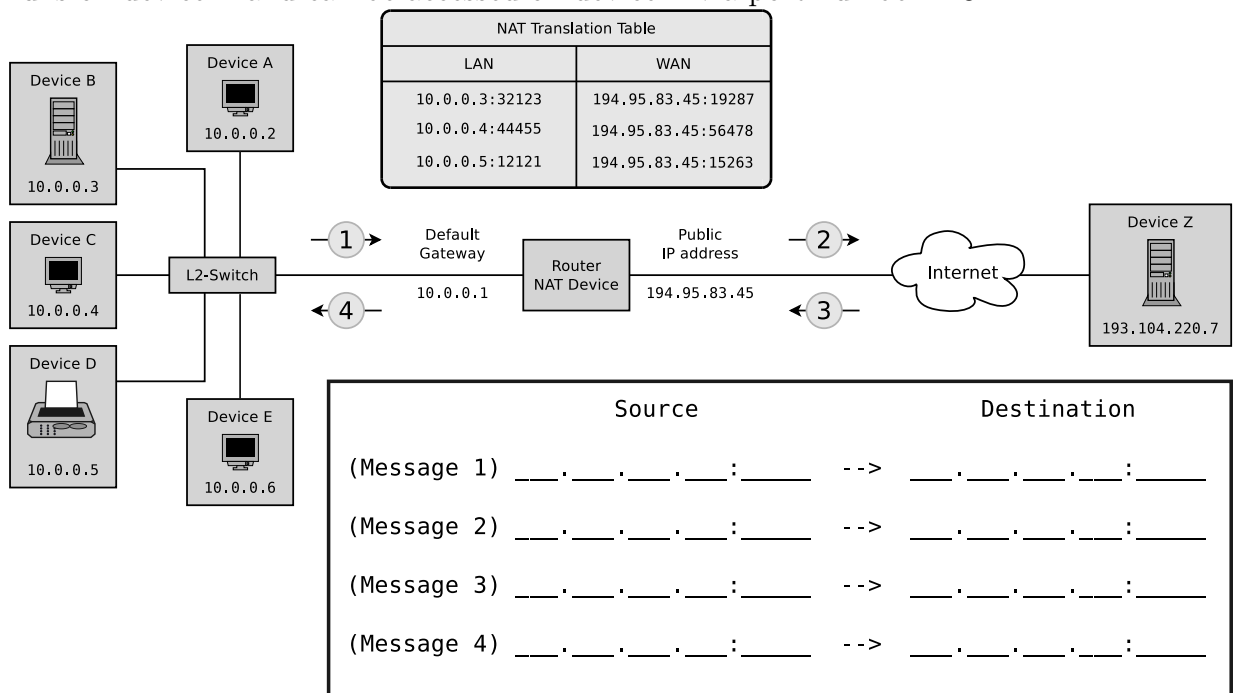 NAT Translation Table
LAN WAN
10.0.0.3:32123 194.95.83.45:19287
10.0.0.4:44455 194.95.83.45:56478
10.0.0.5:12121 194.95.83.45:15263
Device A
10.0.0.2
Device B
10.0.0.3
Device C
10.0.0.4
Device D
10.0.0.5
Device E
10.0.0.6
L2-Switch
1
4
Default
Gateway
10.0.0.1
Router
NAT Device
Public
IP address
194.95.83.45
2
3
Internet
Device Z
193.104.220.7
Source Destination
(Message 1) ___.___.___.___:_____ --> ___.___.___.___:_____
(Message 2) ___.___.___.___:_____ --> ___.___.___.___:_____
(Message 3) ___.___.___.___:_____ --> ___.___.___.___:_____
(Message 4) ___.___.___.___:_____ --> ___.___.___.___:_____